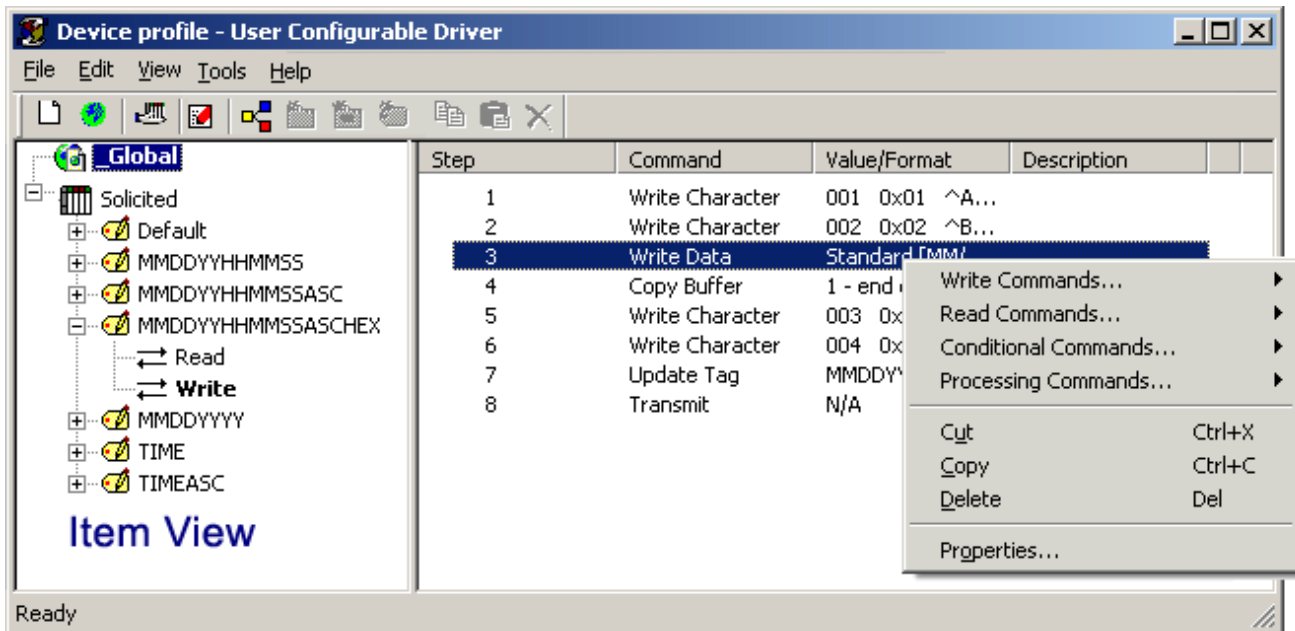 Device profile - User Configurable Driver
File Edit View Tools Help
_Global
Solicited
Default
MMDDYYHHMMSS
MMDDYYHHMMSSASC
MMDDYYHHMMSSASCHEX
Read
Write
MMDDYYYY
TIME
TIMEASC
Item View
Step Command Value/Format Description
1 Write Character 001 0x01 ^A...
2 Write Character 002 0x02 ^B...
3 Write Data Standard [MM/
4 Copy Buffer 1 - end
5 Write Character 003 0x
6 Write Character 004 0x
7 Update Tag MMDDY
8 Transmit N/A
Write Commands...
Read Commands...
Conditional Commands...
Processing Commands...
Cut Ctrl+X
Copy Ctrl+C
Delete Del
Properties...
Ready